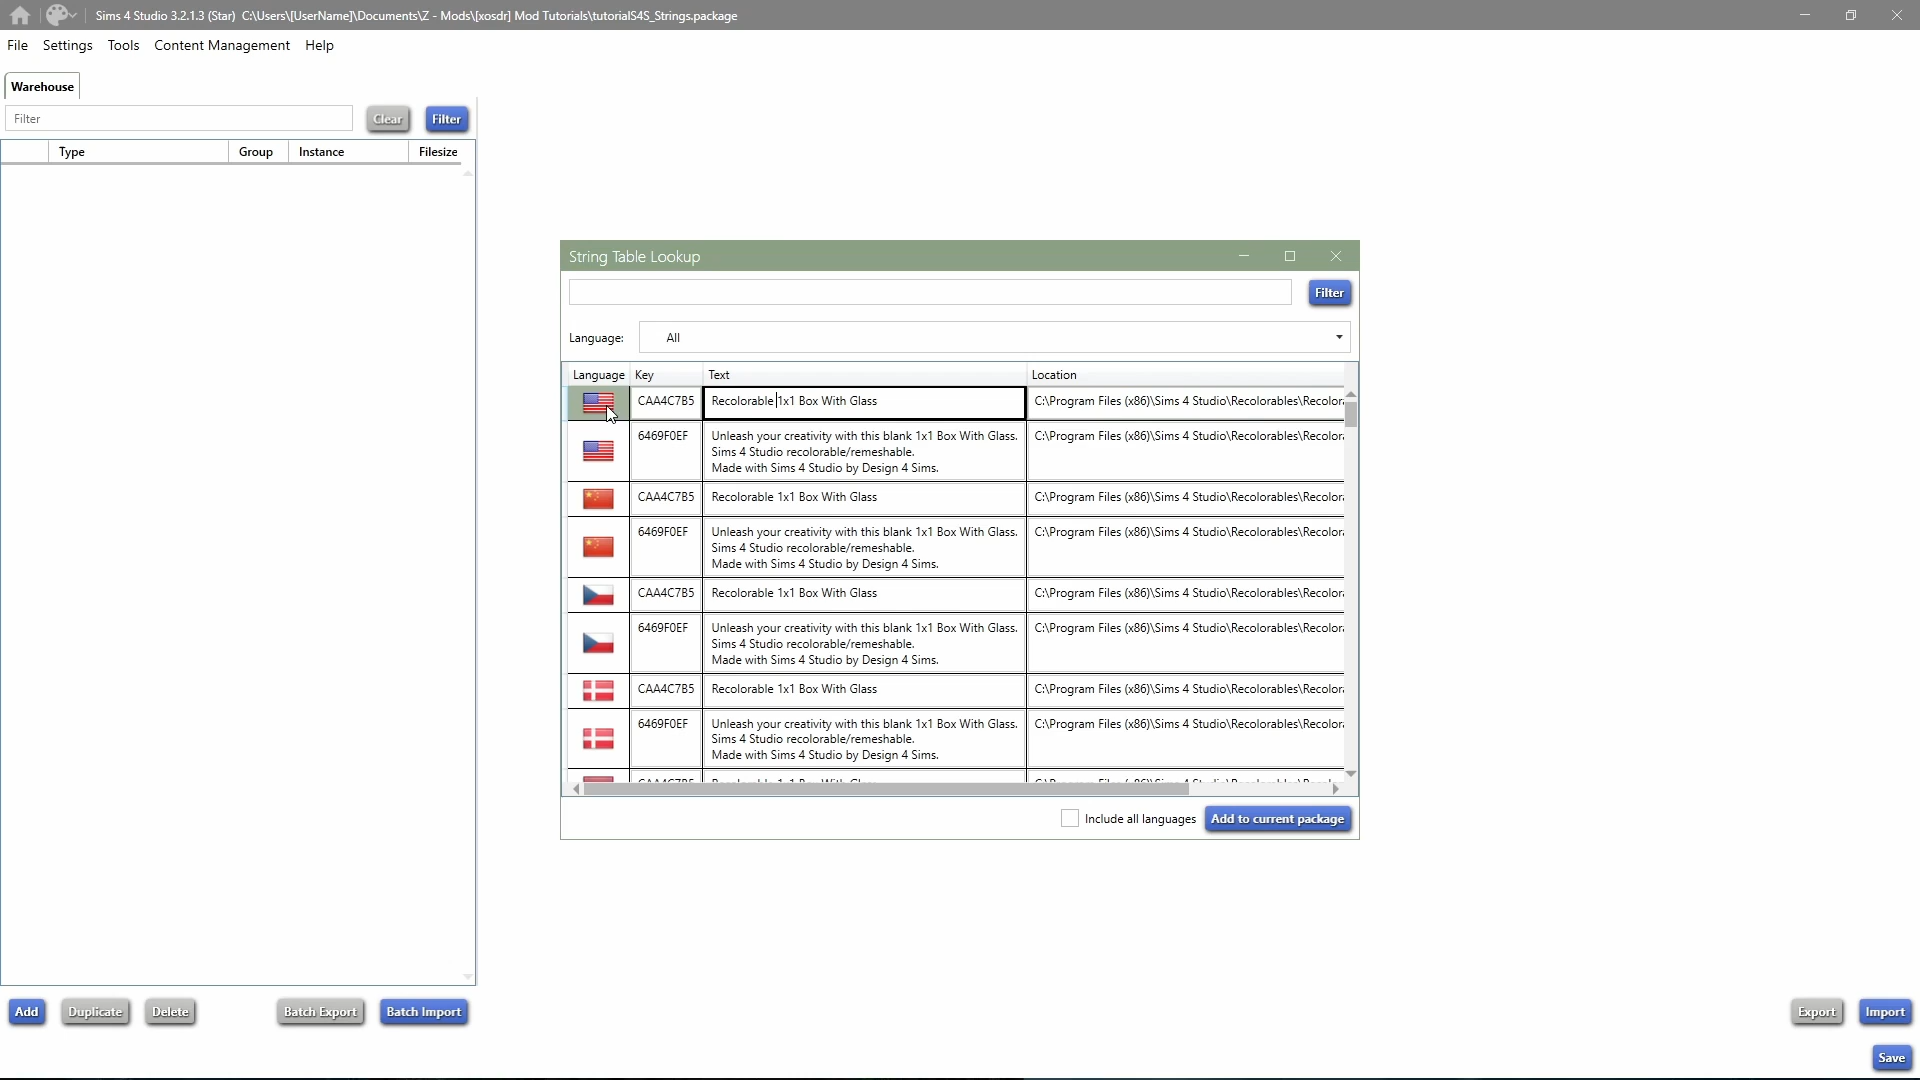 Sims 4 Studio 3.2.1.3 (Star) C:\Users\[UserName]\Documents\Z - Mods\[xosdr] Mod Tutorials\tutorialS4S_Strings.package
File Settings Tools Content Management Help
Warehouse
Filter Clear Filter
Type Group Instance Filesize
String Table Lookup
Filter
Language: All
Language Key Text Location
CAA4C7B5 Recolorable 1x1 Box With Glass C:\Program Files (x86)\Sims 4 Studio\Recolorables\Recolor
6469F0EF Unleash your creativity with this blank 1x1 Box With Glass. C:\Program Files (x86)\Sims 4 Studio\Recolorables\Recolor
Sims 4 Studio recolorable/remeshable.
Made with Sims 4 Studio by Design 4 Sims.
CAA4C7B5 Recolorable 1x1 Box With Glass C:\Program Files (x86)\Sims 4 Studio\Recolorables\Recolor
6469F0EF Unleash your creativity with this blank 1x1 Box With Glass. C:\Program Files (x86)\Sims 4 Studio\Recolorables\Recolor
Sims 4 Studio recolorable/remeshable.
Made with Sims 4 Studio by Design 4 Sims.
CAA4C7B5 Recolorable 1x1 Box With Glass C:\Program Files (x86)\Sims 4 Studio\Recolorables\Recolor
6469F0EF Unleash your creativity with this blank 1x1 Box With Glass. C:\Program Files (x86)\Sims 4 Studio\Recolorables\Recolor
Sims 4 Studio recolorable/remeshable.
Made with Sims 4 Studio by Design 4 Sims.
CAA4C7B5 Recolorable 1x1 Box With Glass C:\Program Files (x86)\Sims 4 Studio\Recolorables\Recolor
6469F0EF Unleash your creativity with this blank 1x1 Box With Glass. C:\Program Files (x86)\Sims 4 Studio\Recolorables\Recolor
Sims 4 Studio recolorable/remeshable.
Made with Sims 4 Studio by Design 4 Sims.
Include all languages Add to current package
Add Duplicate Delete Batch Export Batch Import Export Import
Save